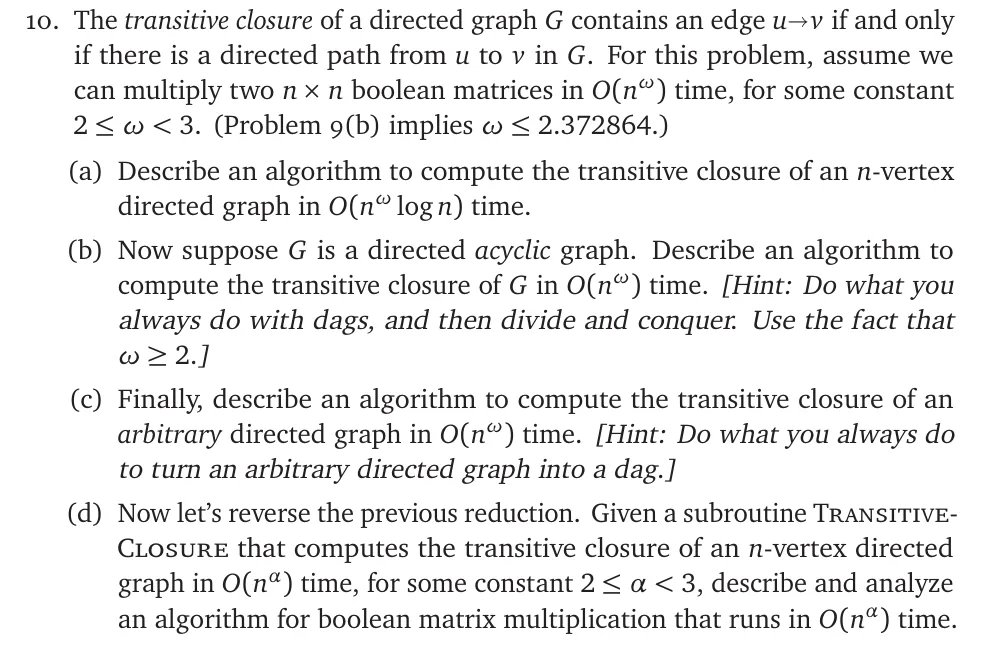 10. The transitive closure of a directed graph G contains an edge u→v if and only
if there is a directed path from u to v in G. For this problem, assume we
can multiply two n × n boolean matrices in O(n^ω) time, for some constant
2 ≤ ω < 3. (Problem 9(b) implies ω ≤ 2.372864.)
(a) Describe an algorithm to compute the transitive closure of an n-vertex
directed graph in O(n^ω log n) time.
(b) Now suppose G is a directed acyclic graph. Describe an algorithm to
compute the transitive closure of G in O(n^ω) time. [Hint: Do what you
always do with dags, and then divide and conquer. Use the fact that
ω ≥ 2.]
(c) Finally, describe an algorithm to compute the transitive closure of an
arbitrary directed graph in O(n^ω) time. [Hint: Do what you always do
to turn an arbitrary directed graph into a dag.]
(d) Now let's reverse the previous reduction. Given a subroutine TRANSITIVE-
CLOSURE that computes the transitive closure of an n-vertex directed
graph in O(n^α) time, for some constant 2 ≤ α < 3, describe and analyze
an algorithm for boolean matrix multiplication that runs in O(n^α) time.